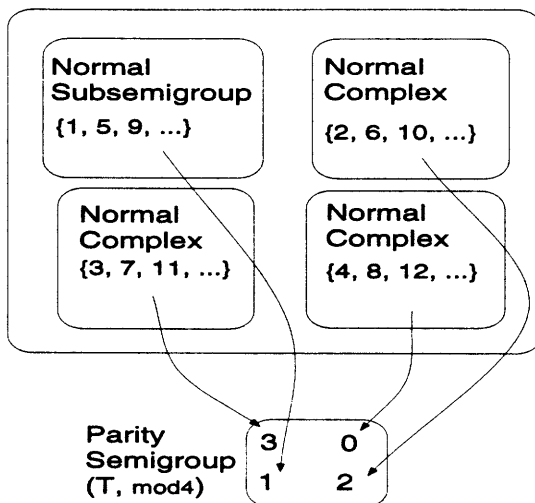 Normal
Subsemigroup
{1, 5, 9, ...}
Normal
Complex
{2, 6, 10, ...}
Normal
Complex
{3, 7, 11, ...}
Normal
Complex
{4, 8, 12, ...}
Parity
Semigroup
(T, mod4)
3 0
1 2